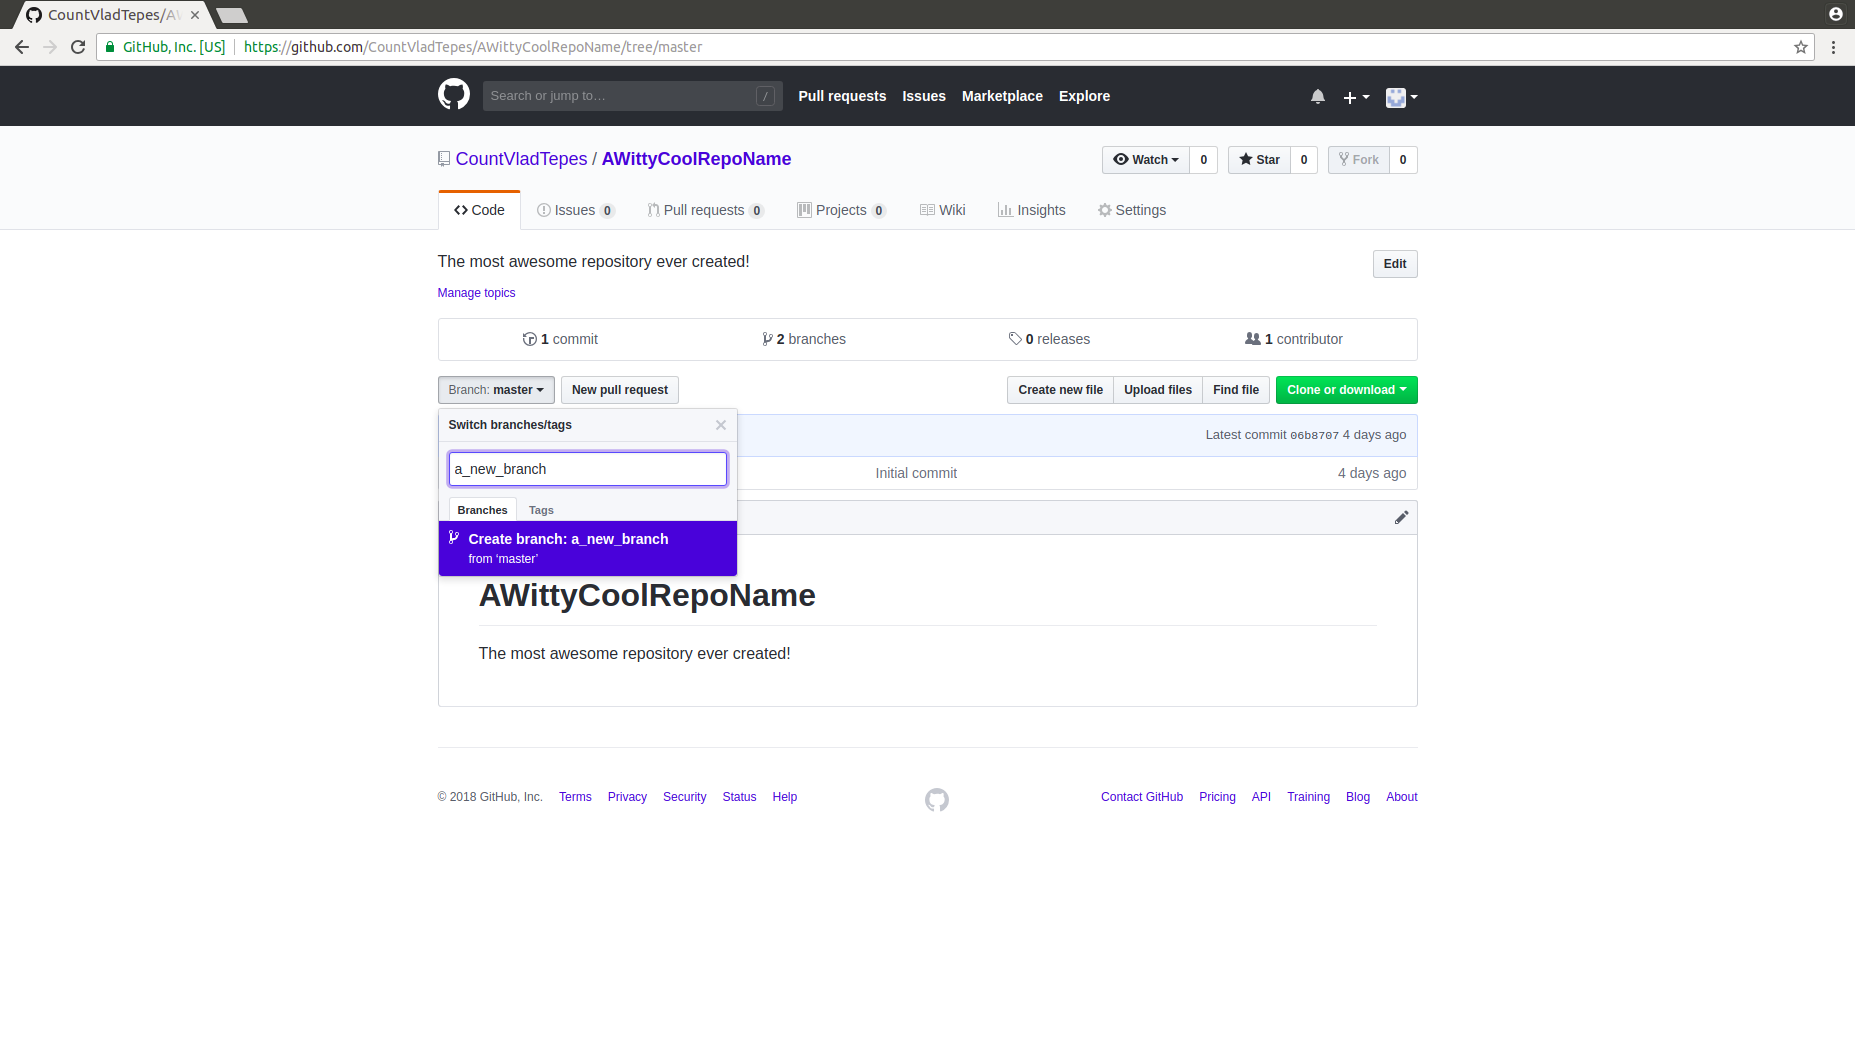 CountVladTepes/AW
GitHub, Inc. [US] https://github.com/CountVladTepes/AWittyCoolRepoName/tree/master
Search or jump to… / Pull requests Issues Marketplace Explore
CountVladTepes / AWittyCoolRepoName Watch 0 Star 0 Fork 0
Code Issues 0 Pull requests 0 Projects 0 Wiki Insights Settings
The most awesome repository ever created! Edit
Manage topics
1 commit 2 branches 0 releases 1 contributor
Branch: master New pull request Create new file Upload files Find file Clone or download
Switch branches/tags Latest commit 06b8707 4 days ago
a_new_branch Initial commit 4 days ago
Branches Tags
Create branch: a_new_branch
from ‘master’
AWittyCoolRepoName
The most awesome repository ever created!
© 2018 GitHub, Inc. Terms Privacy Security Status Help Contact GitHub Pricing API Training Blog About